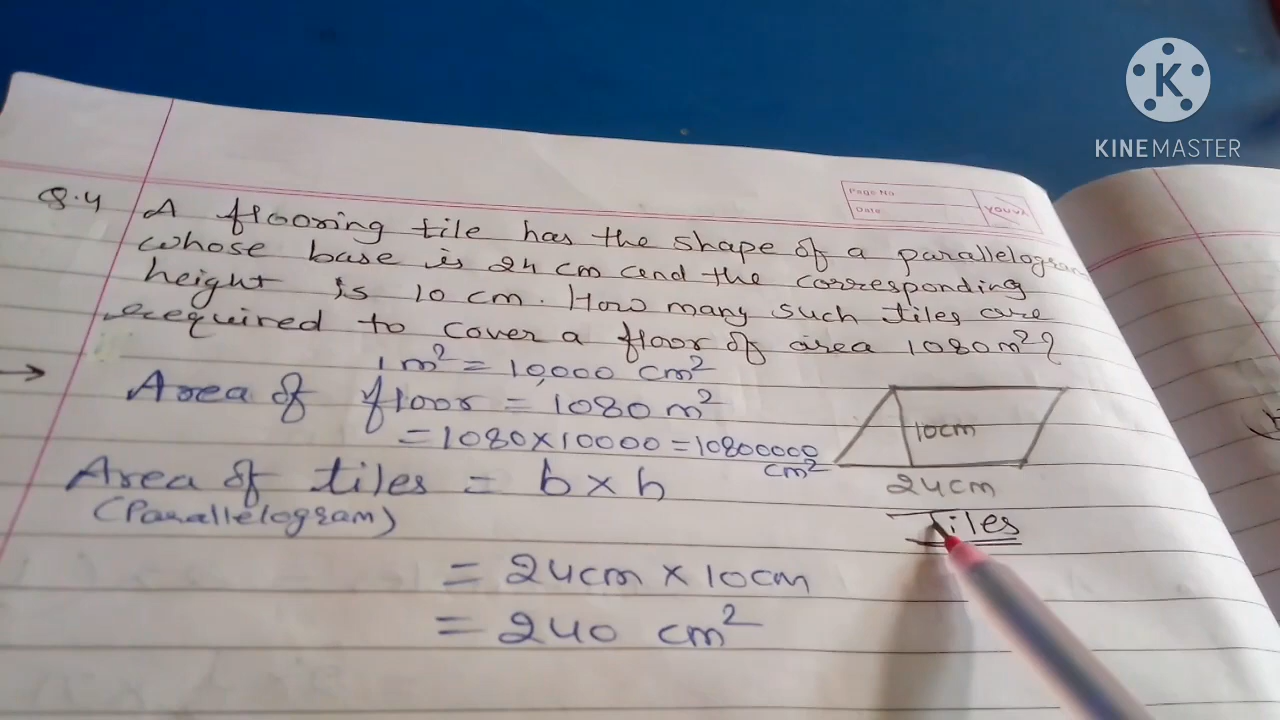 K
KINEMASTER
Page No
Date
YOUVA
Q.4 A flooring tile has the shape of a parallelogram
whose base is 24 cm and the corresponding
height is 10 cm. How many such tiles are
required to cover a floor of area 1080 m²?
1 m² = 10,000 cm²
→ Area of floor = 1080 m²
= 1080 × 10000 = 10800000
cm²
Area of tiles = b × h
(Parallelogram)
= 24cm × 10cm
= 240 cm²
10cm
24cm
Tiles